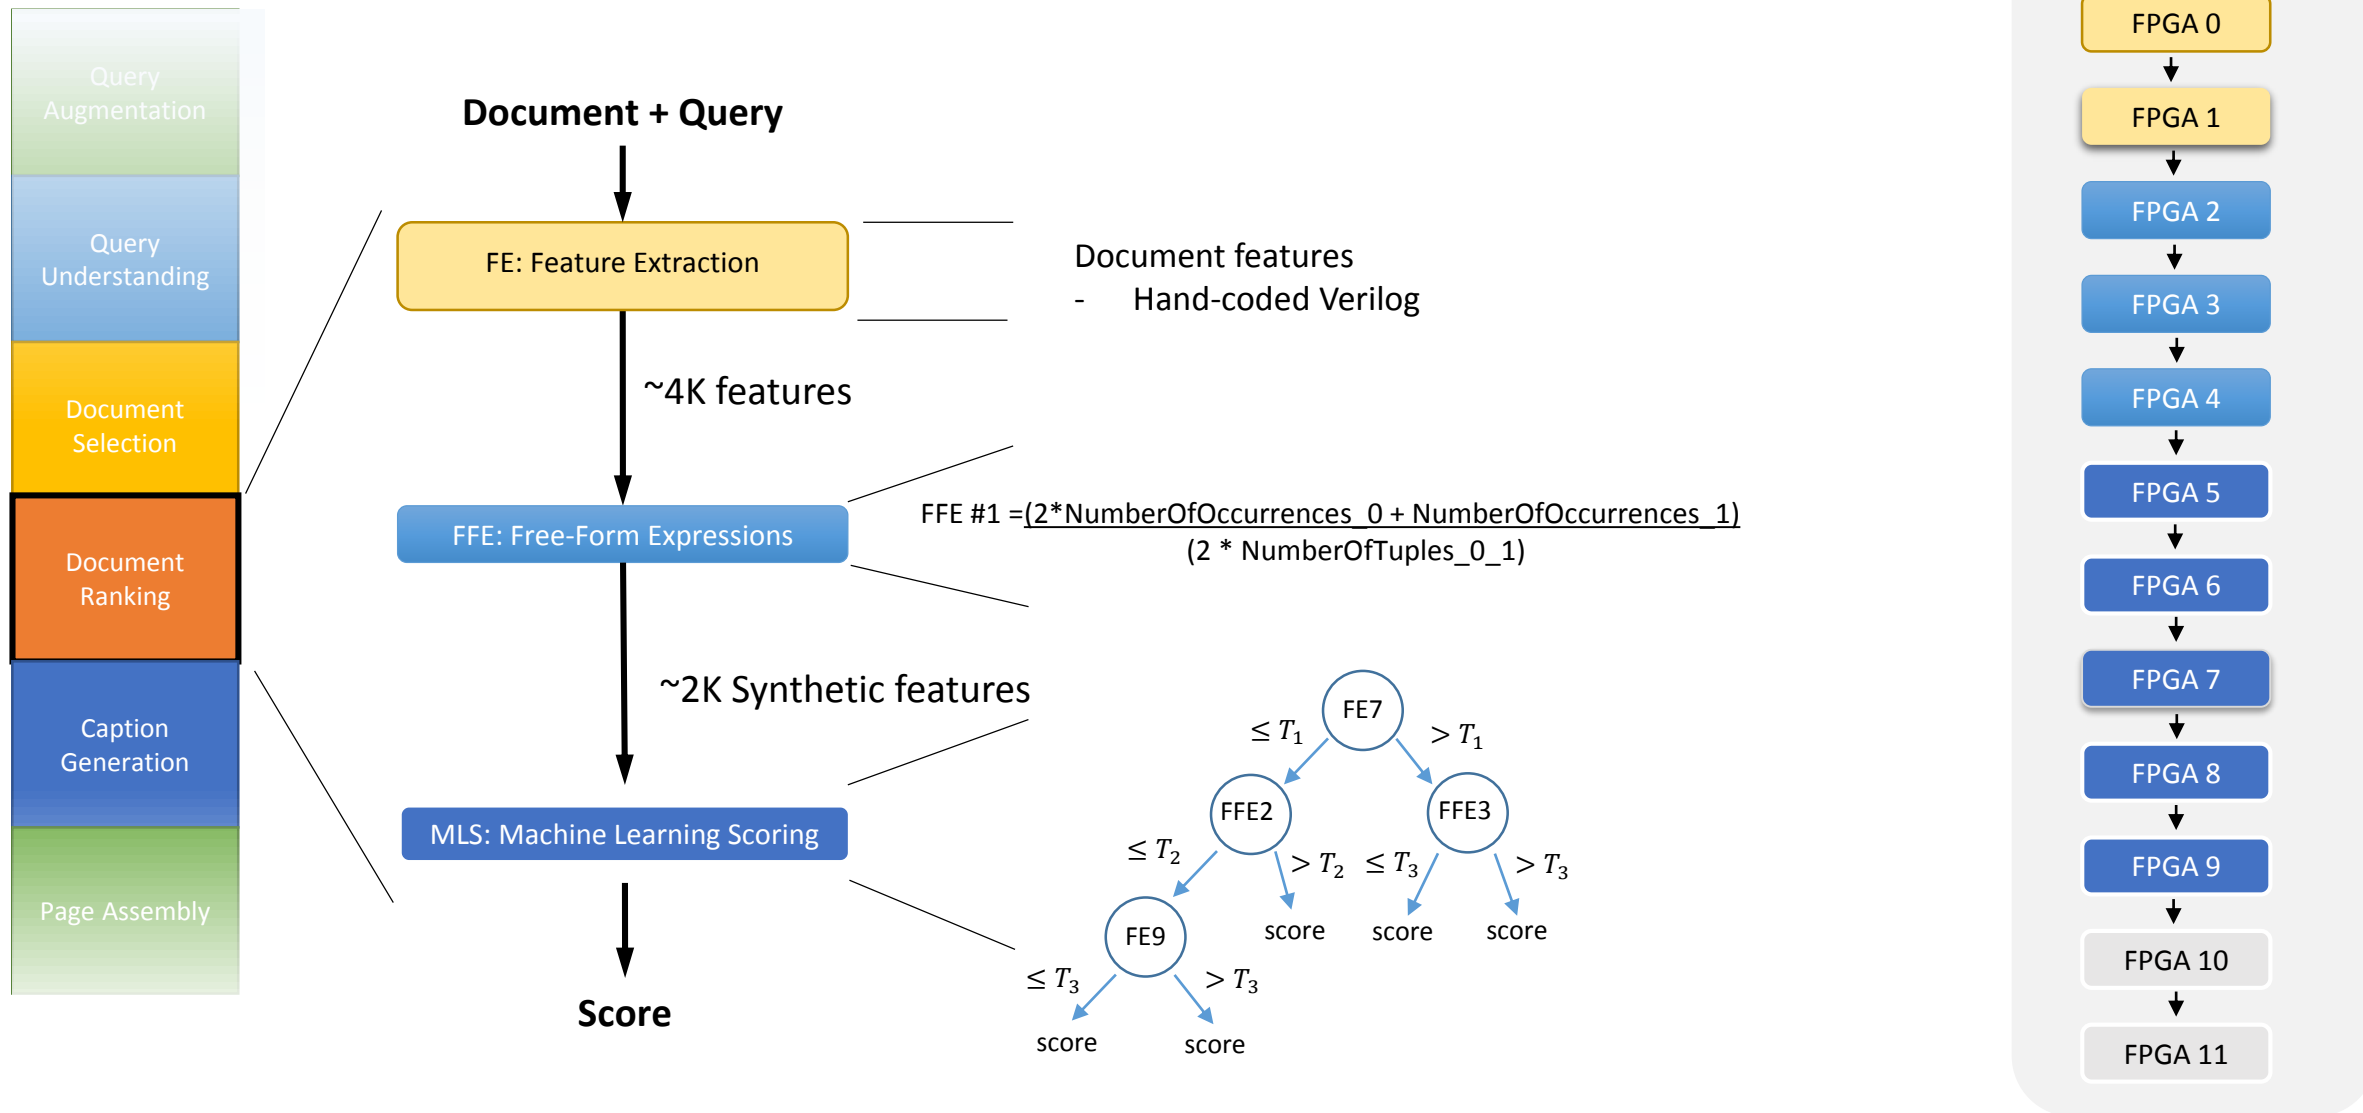 Query
Augmentation
Query
Understanding
Document
Selection
Document
Ranking
Caption
Generation
Page Assembly
Document + Query
FE: Feature Extraction
~4K features
FFE: Free-Form Expressions
~2K Synthetic features
MLS: Machine Learning Scoring
Score
Document features
- Hand-coded Verilog
FFE #1 =(2*NumberOfOccurrences_0 + NumberOfOccurrences_1)
(2 * NumberOfTuples_0_1)
FE7
≤ T₁ > T₁
FFE2 FFE3
≤ T₂ > T₂ ≤ T₃ > T₃
FE9 score score score
≤ T₃ > T₃
score score
FPGA 0
FPGA 1
FPGA 2
FPGA 3
FPGA 4
FPGA 5
FPGA 6
FPGA 7
FPGA 8
FPGA 9
FPGA 10
FPGA 11